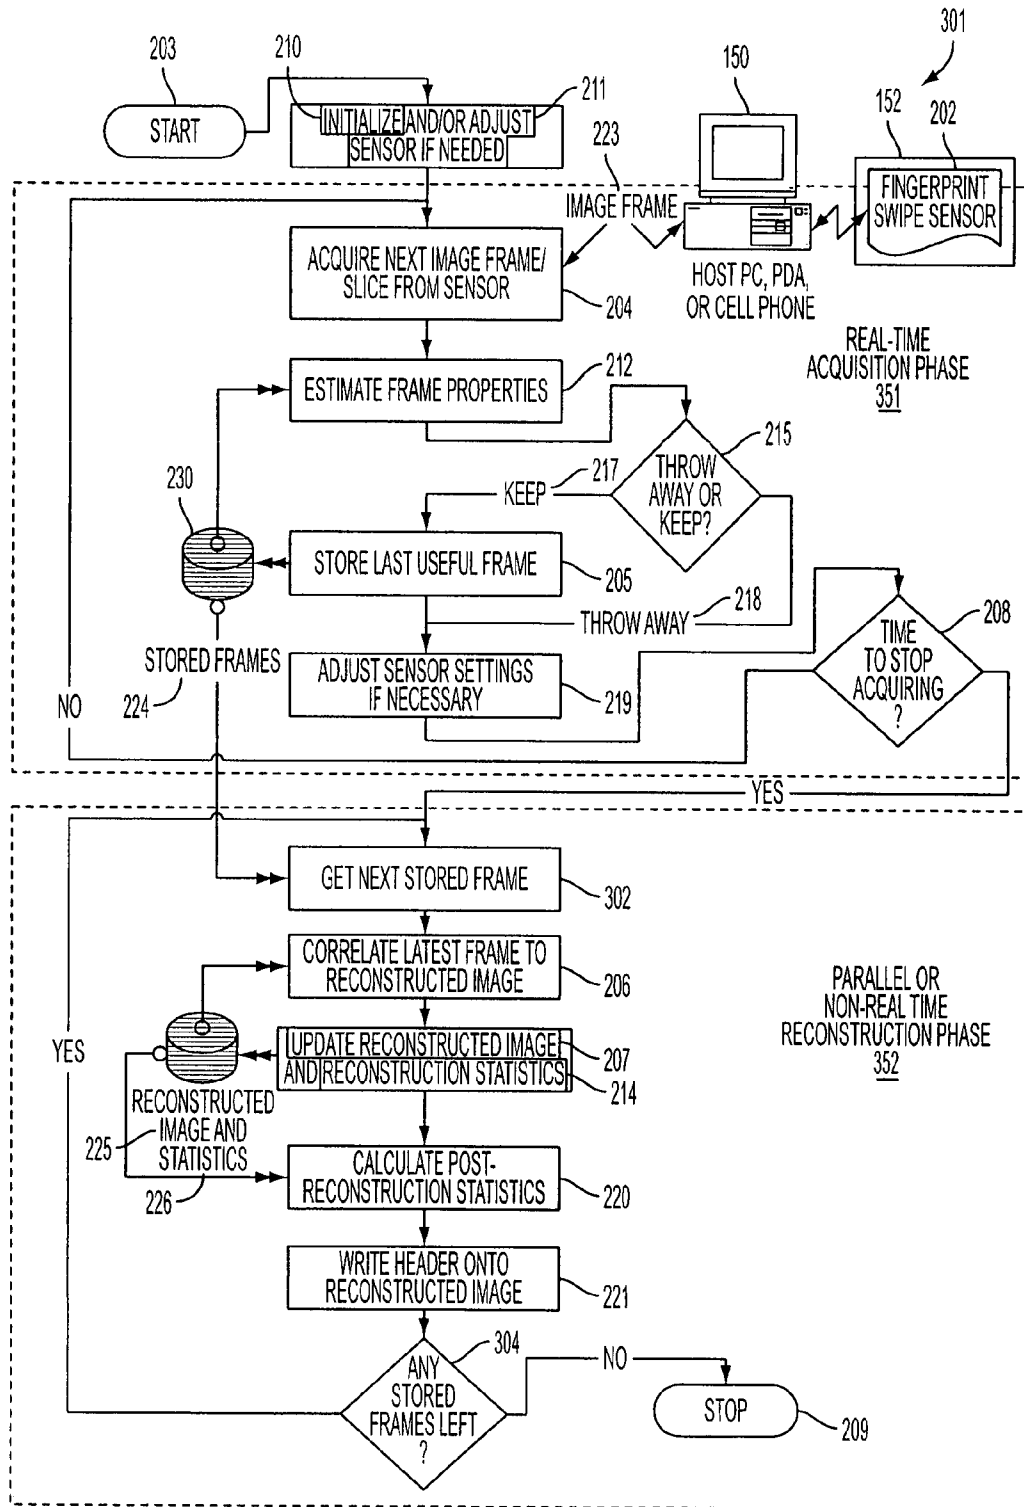 301
203
210
150
START
211
INITIALIZE AND/OR ADJUST
SENSOR IF NEEDED
152
202
223
FINGERPRINT
SWIPE SENSOR
IMAGE FRAME
ACQUIRE NEXT IMAGE FRAME/
SLICE FROM SENSOR
204
HOST PC, PDA,
OR CELL PHONE
REAL-TIME
ACQUISITION PHASE
351
ESTIMATE FRAME PROPERTIES
212
215
THROW
AWAY OR
KEEP?
217
KEEP
230
STORE LAST USEFUL FRAME
205
218
THROW AWAY
208
TIME
TO STOP
ACQUIRING
?
STORED FRAMES
224
ADJUST SENSOR SETTINGS
IF NECESSARY
219
NO
YES
GET NEXT STORED FRAME
302
CORRELATE LATEST FRAME TO
RECONSTRUCTED IMAGE
206
PARALLEL OR
NON-REAL TIME
RECONSTRUCTION PHASE
352
YES
UPDATE RECONSTRUCTED IMAGE
AND RECONSTRUCTION STATISTICS
207
214
RECONSTRUCTED
IMAGE AND
STATISTICS
225
226
CALCULATE POST-
RECONSTRUCTION STATISTICS
220
WRITE HEADER ONTO
RECONSTRUCTED IMAGE
221
304
ANY
STORED
FRAMES LEFT
?
NO
STOP
209